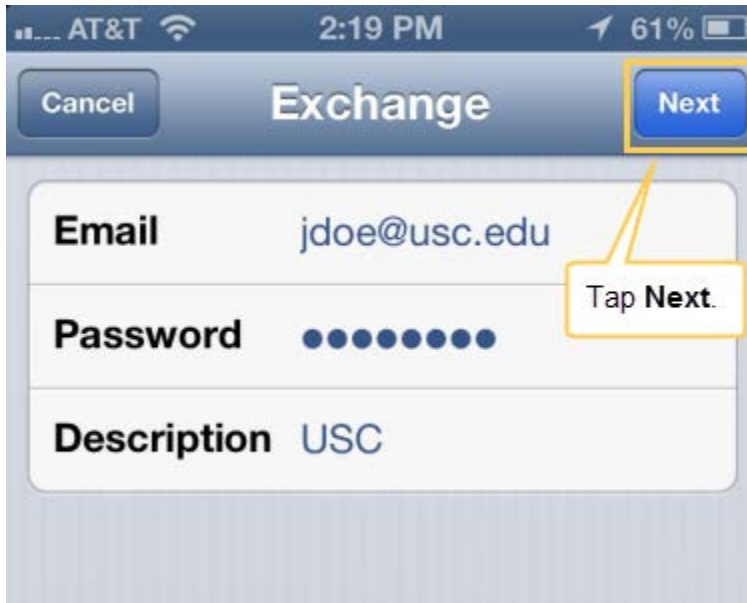 AT&T 2:19 PM 61%
Cancel Exchange Next
Email jdoe@usc.edu
Tap Next.
Password ●●●●●●●●
Description USC